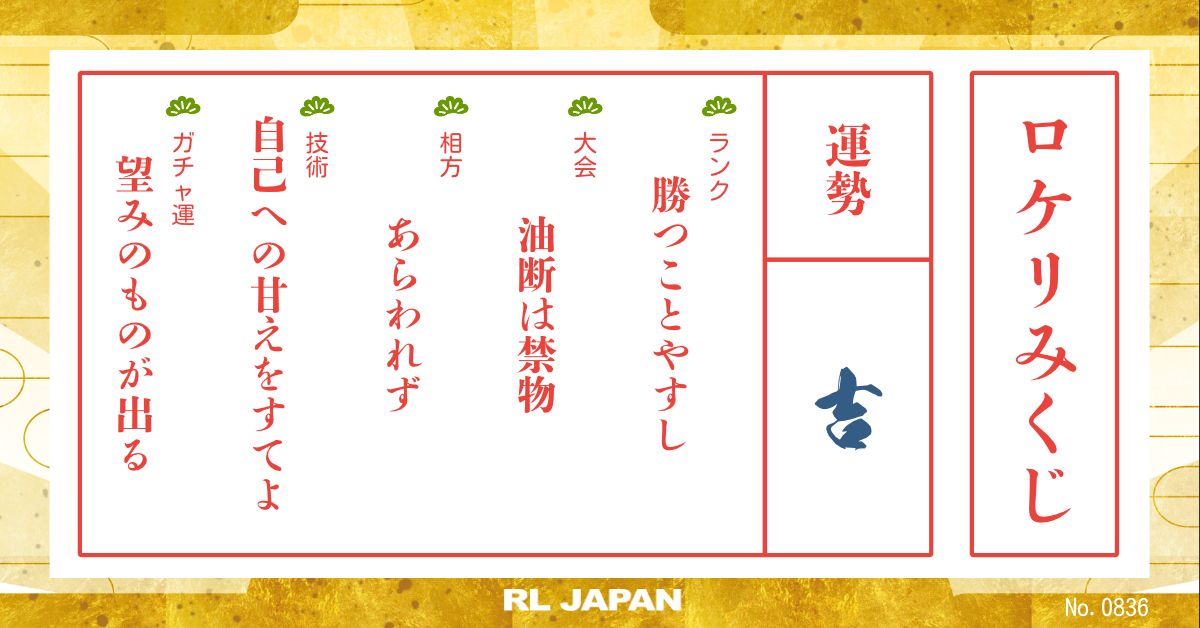 ロケリみくじ
運勢
吉
ランク
勝つことやすし
大会
油断は禁物
相方
あらわれず
技術
自己への甘えをすてよ
ガチャ運
望みのものが出る
RL JAPAN
No. 0836